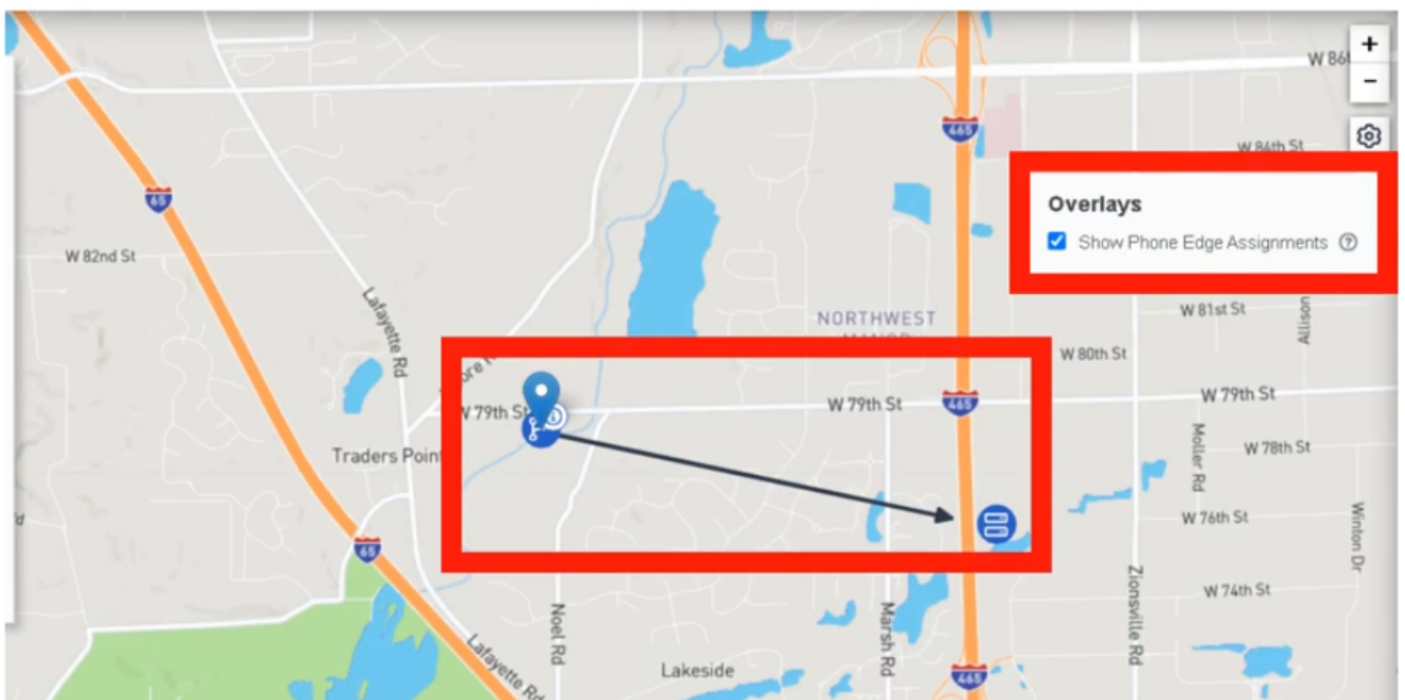 +
W 86t
−
465
W 84th St
65
Overlays
Show Phone Edge Assignments ?
W 82nd St
Lafayette Rd
NORTHWEST
W 81st St
Allison
W 80th St
465
W 79th St
W 79th St
W 79th St
Traders Point
Moller Rd
W 78th St
W 76th St
Winton Dr
65
Zionsville Rd
W 74th St
Noel Rd
Marsh Rd
Lafayette Rd
Lakeside
465